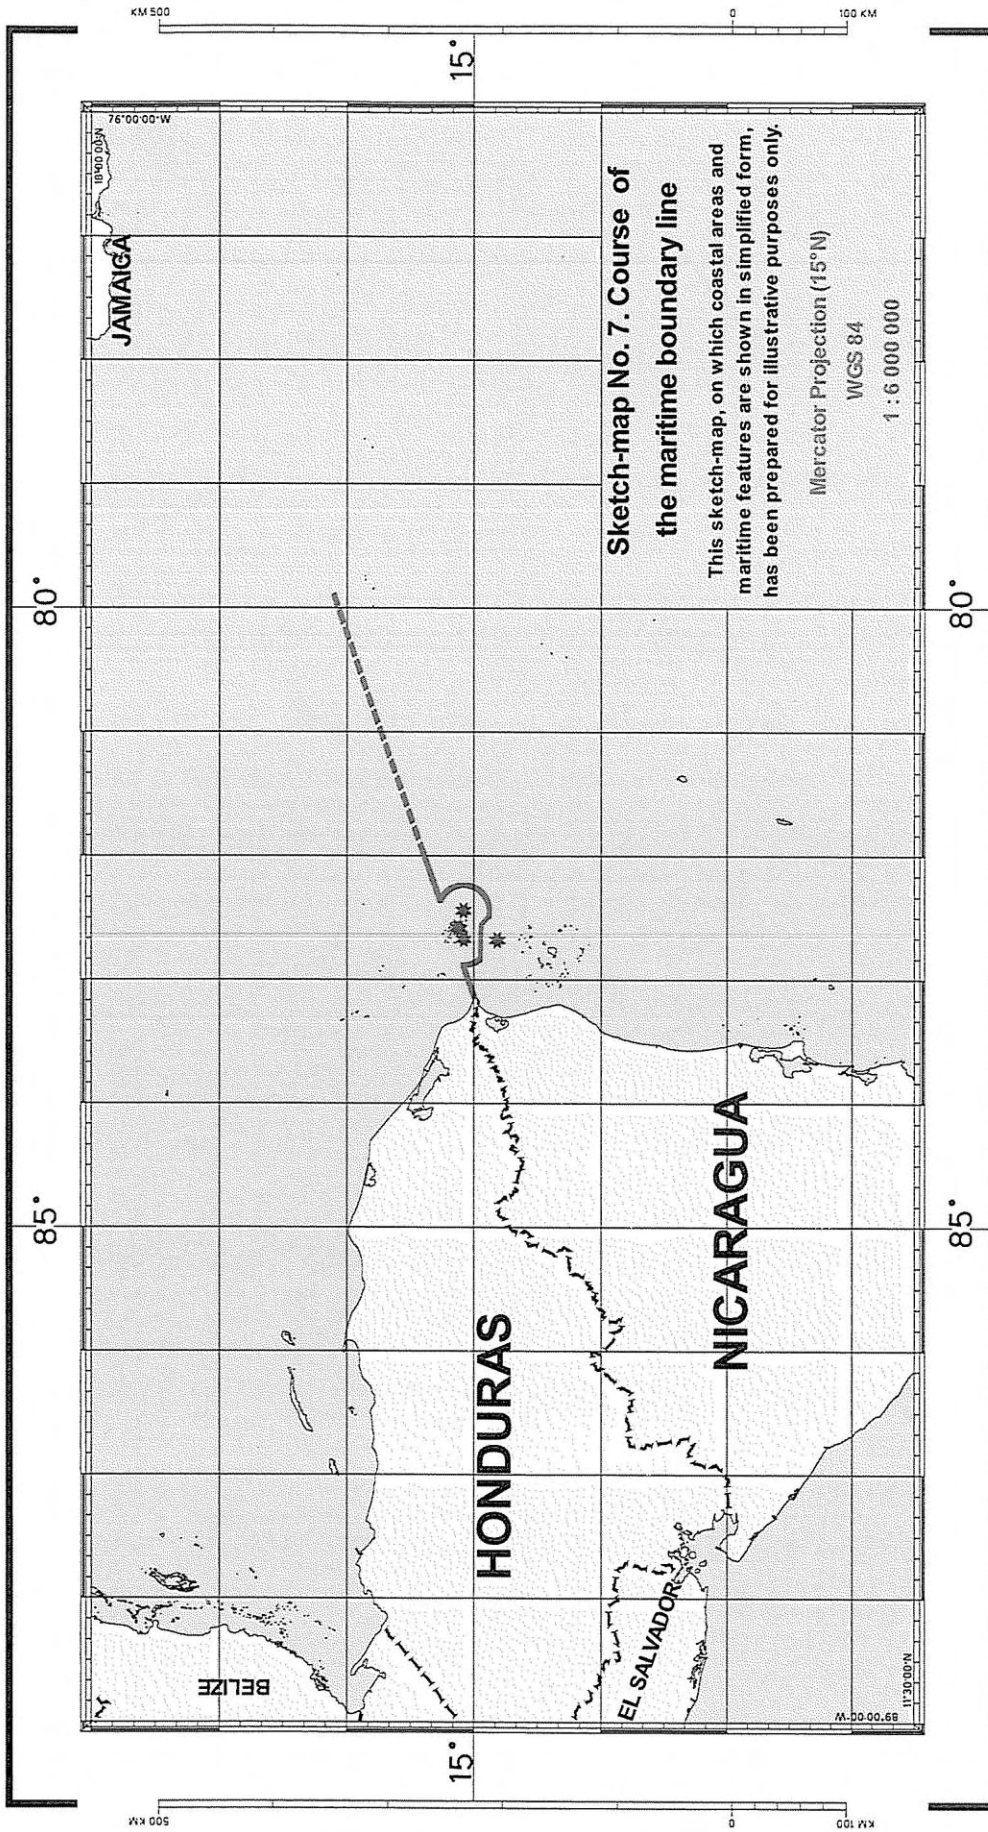 KM 500
0
100 KM
15°
76°00'00"W
18°00'00"N
JAMAICA
Sketch-map No. 7. Course of
the maritime boundary line
This sketch-map, on which coastal areas and
maritime features are shown in simplified form,
has been prepared for illustrative purposes only.
Mercator Projection (15°N)
WGS 84
1 : 6 000 000
80°
80°
85°
85°
HONDURAS
NICARAGUA
EL SALVADOR
BELIZE
11°30'00"N
89°00'00"W
15°
500 KM
0
KM 100